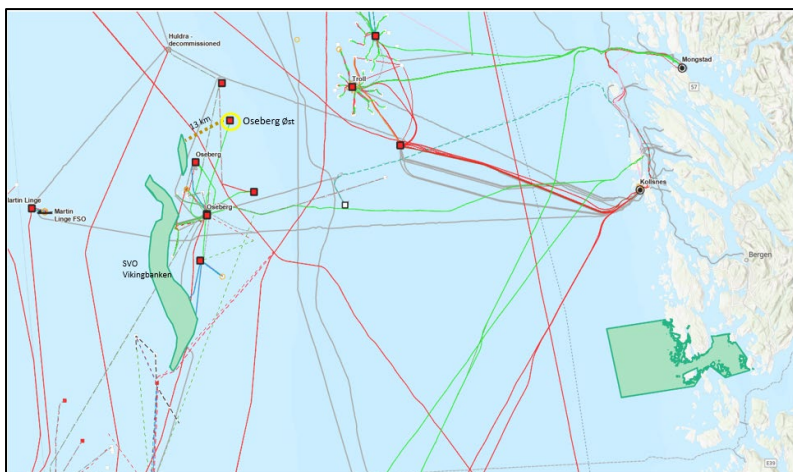 Huldra -
decommissioned
Mongstad
57
Troll
13 km
Oseberg Øst
Oseberg
Kollsnes
Martin Linge
Martin
Linge FSO
Oseberg
SVO
Vikingbanken
Bergen
E39